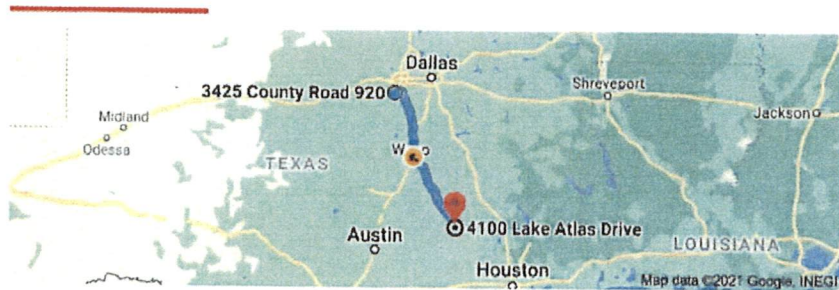 Dallas
3425 County Road 920
Shreveport
Jackson
Midland
Odessa
TEXAS
4100 Lake Atlas Drive
Austin
LOUISIANA
Houston
Map data ©2021 Google, INEGI